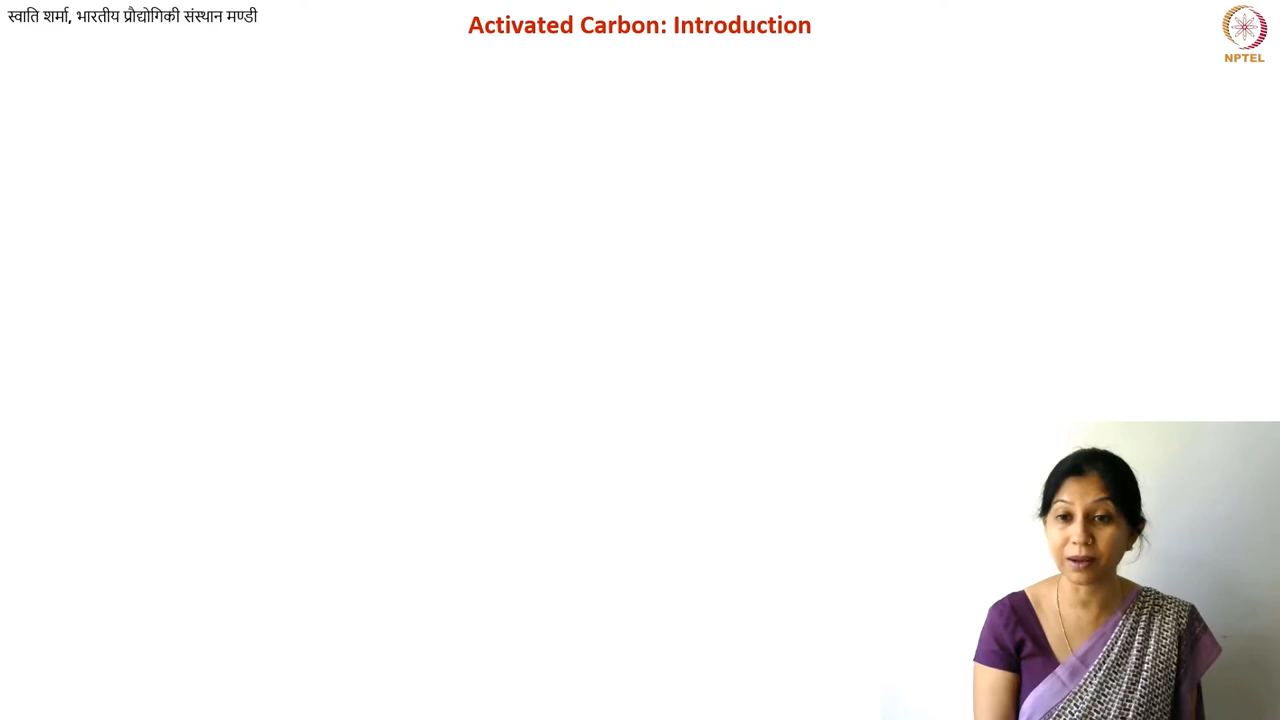 स्वाति शर्मा, भारतीय प्रौद्योगिकी संस्थान मण्डी
Activated Carbon: Introduction
NPTEL